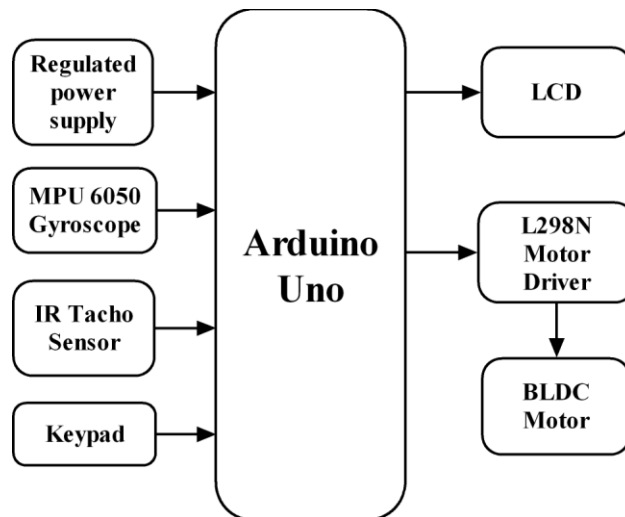 Regulated
power
supply
MPU 6050
Gyroscope
IR Tacho
Sensor
Keypad
Arduino
Uno
LCD
L298N
Motor
Driver
BLDC
Motor